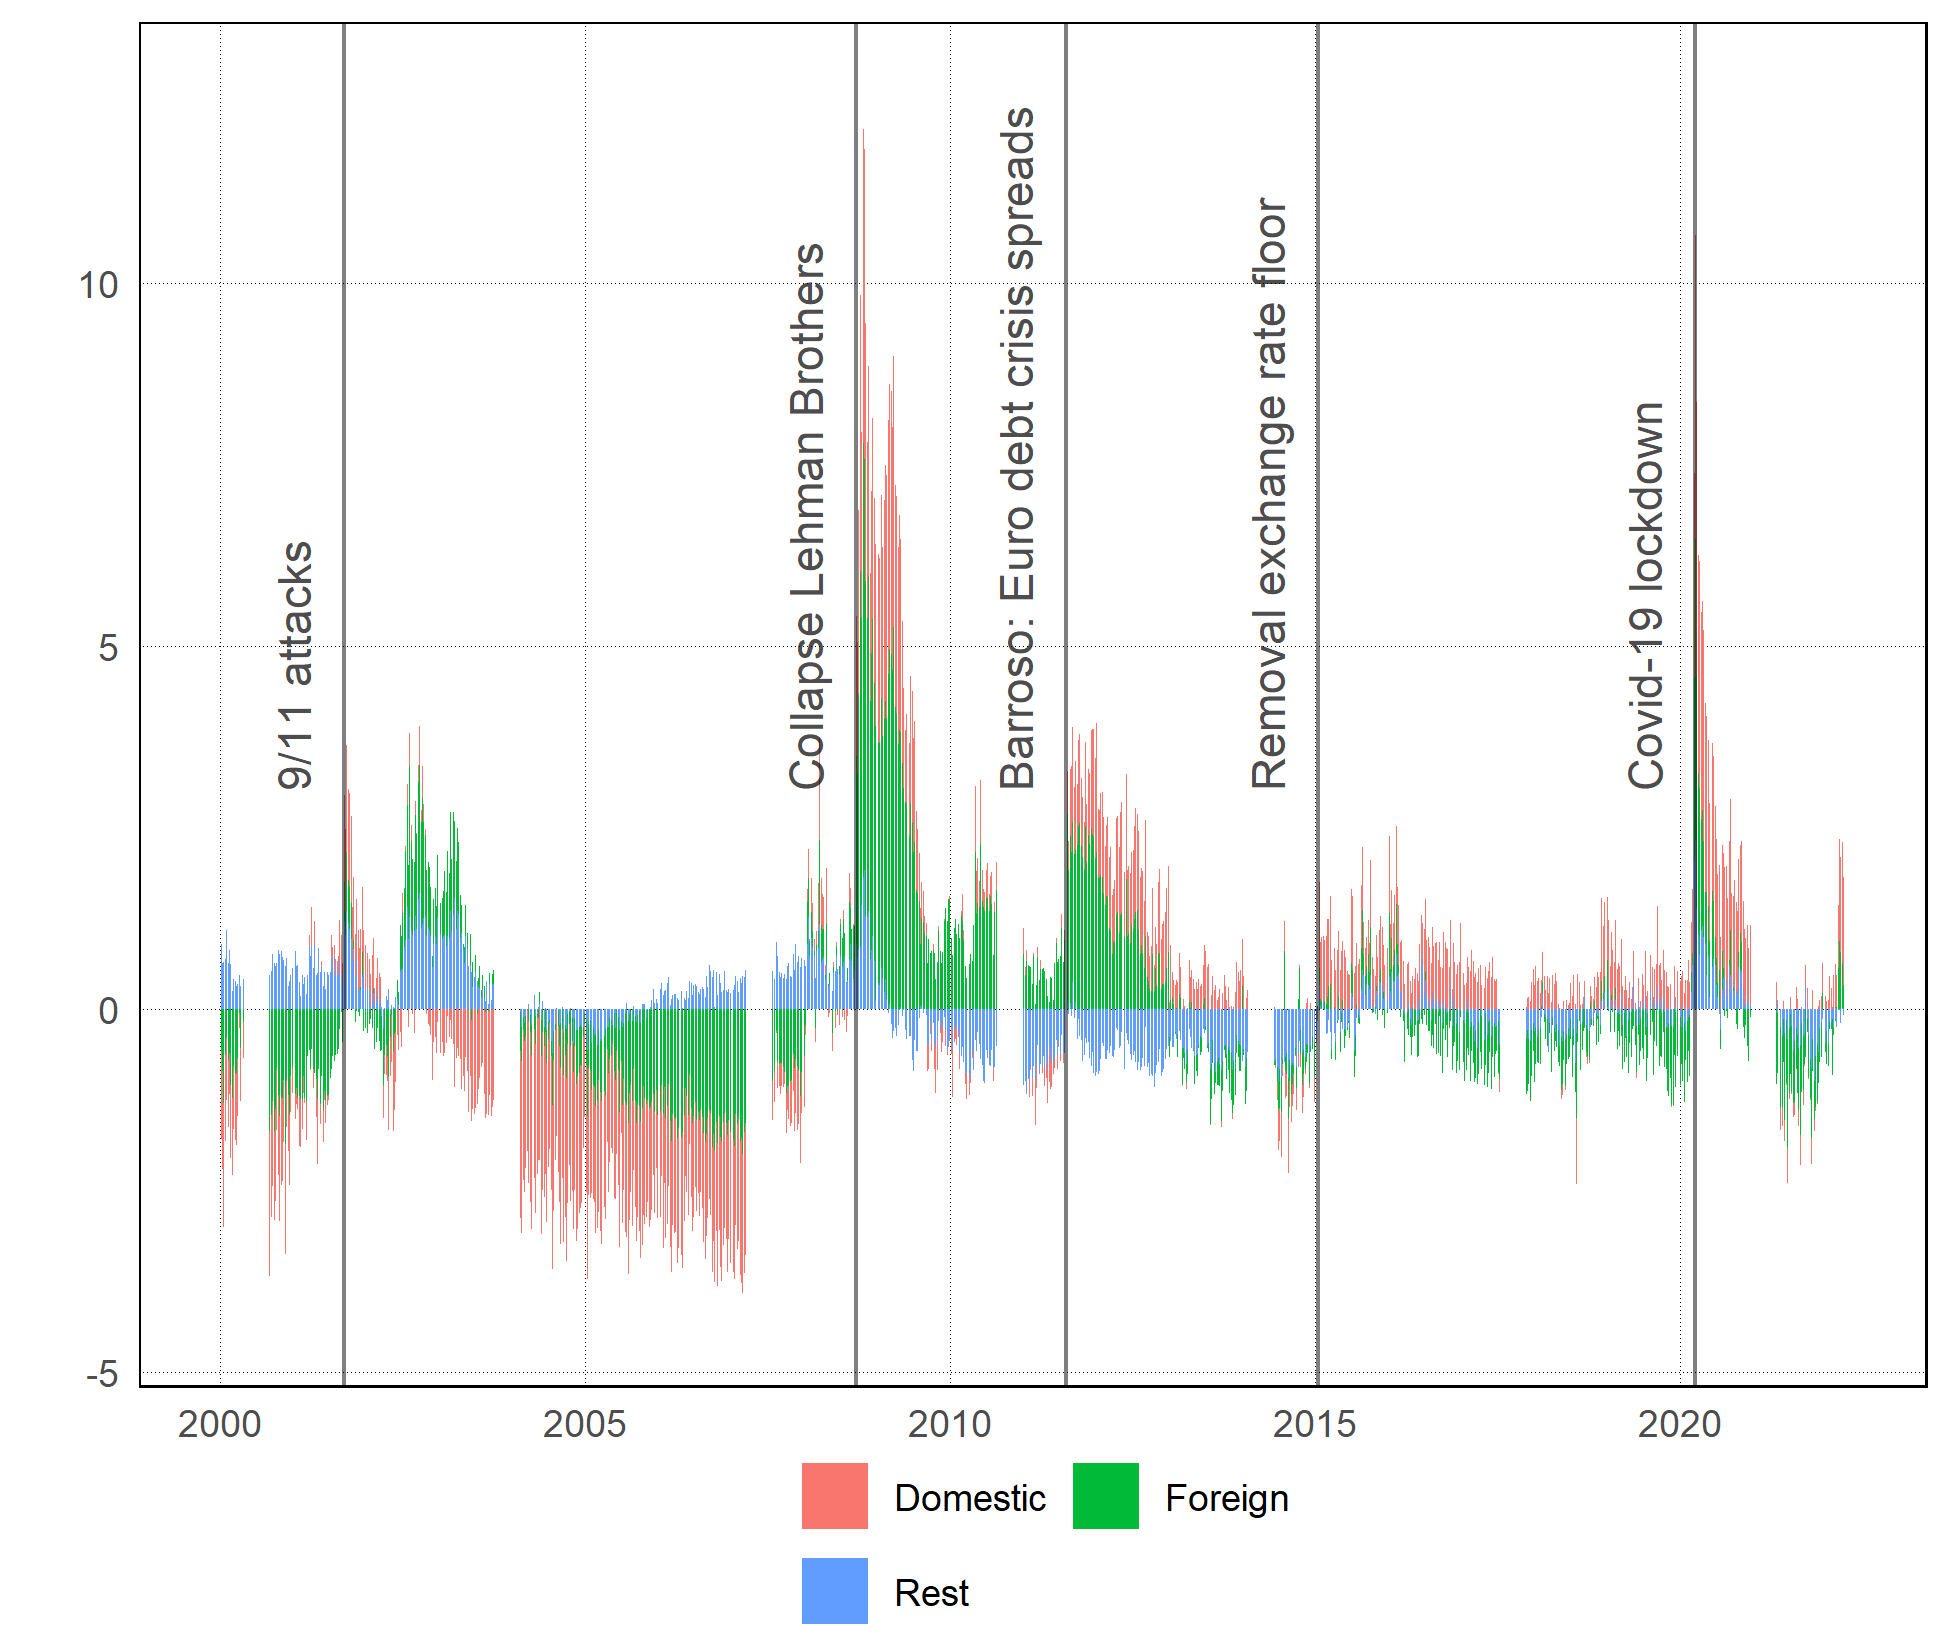 10
5
0
-5
9/11 attacks
Collapse Lehman Brothers
Barroso: Euro debt crisis spreads
Removal exchange rate floor
Covid-19 lockdown
2000
2005
2010
2015
2020
Domestic
Foreign
Rest